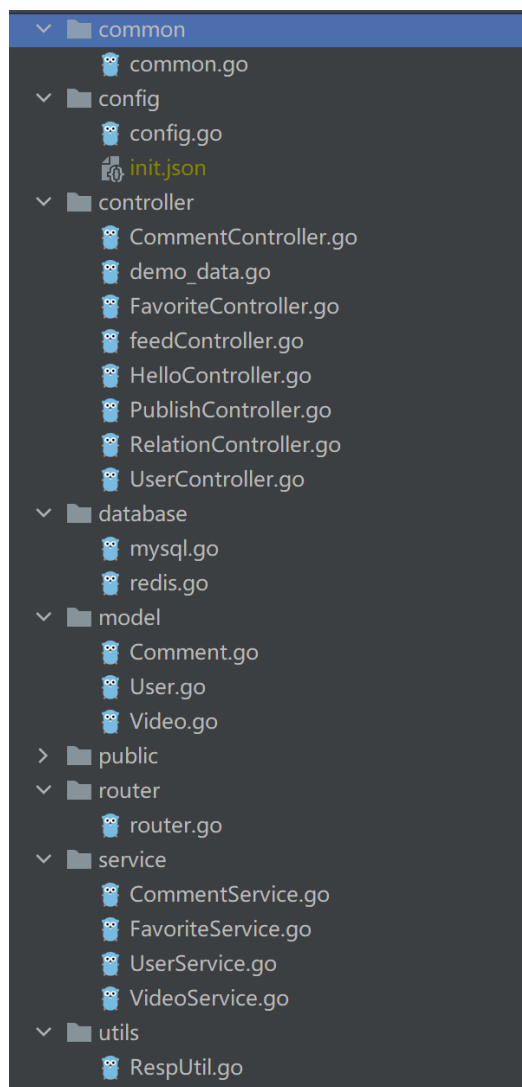 common
common.go
config
config.go
init.json
controller
CommentController.go
demo_data.go
FavoriteController.go
feedController.go
HelloController.go
PublishController.go
RelationController.go
UserController.go
database
mysql.go
redis.go
model
Comment.go
User.go
Video.go
public
router
router.go
service
CommentService.go
FavoriteService.go
UserService.go
VideoService.go
utils
RespUtil.go